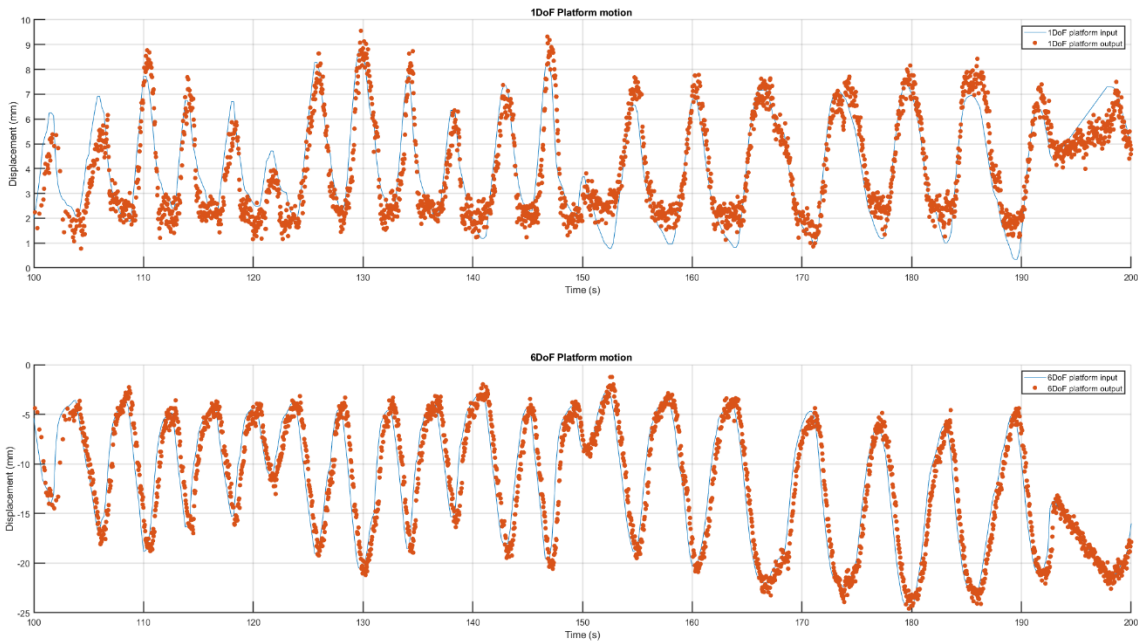 1DoF Platform motion
10
9
8
7
6
5
4
3
2
1
0
Displacement (mm)
1DoF platform input
1DoF platform output
100 110 120 130 140 150 160 170 180 190 200
Time (s)
6DoF Platform motion
0
-5
-10
-15
-20
-25
Displacement (mm)
6DoF platform input
6DoF platform output
100 110 120 130 140 150 160 170 180 190 200
Time (s)